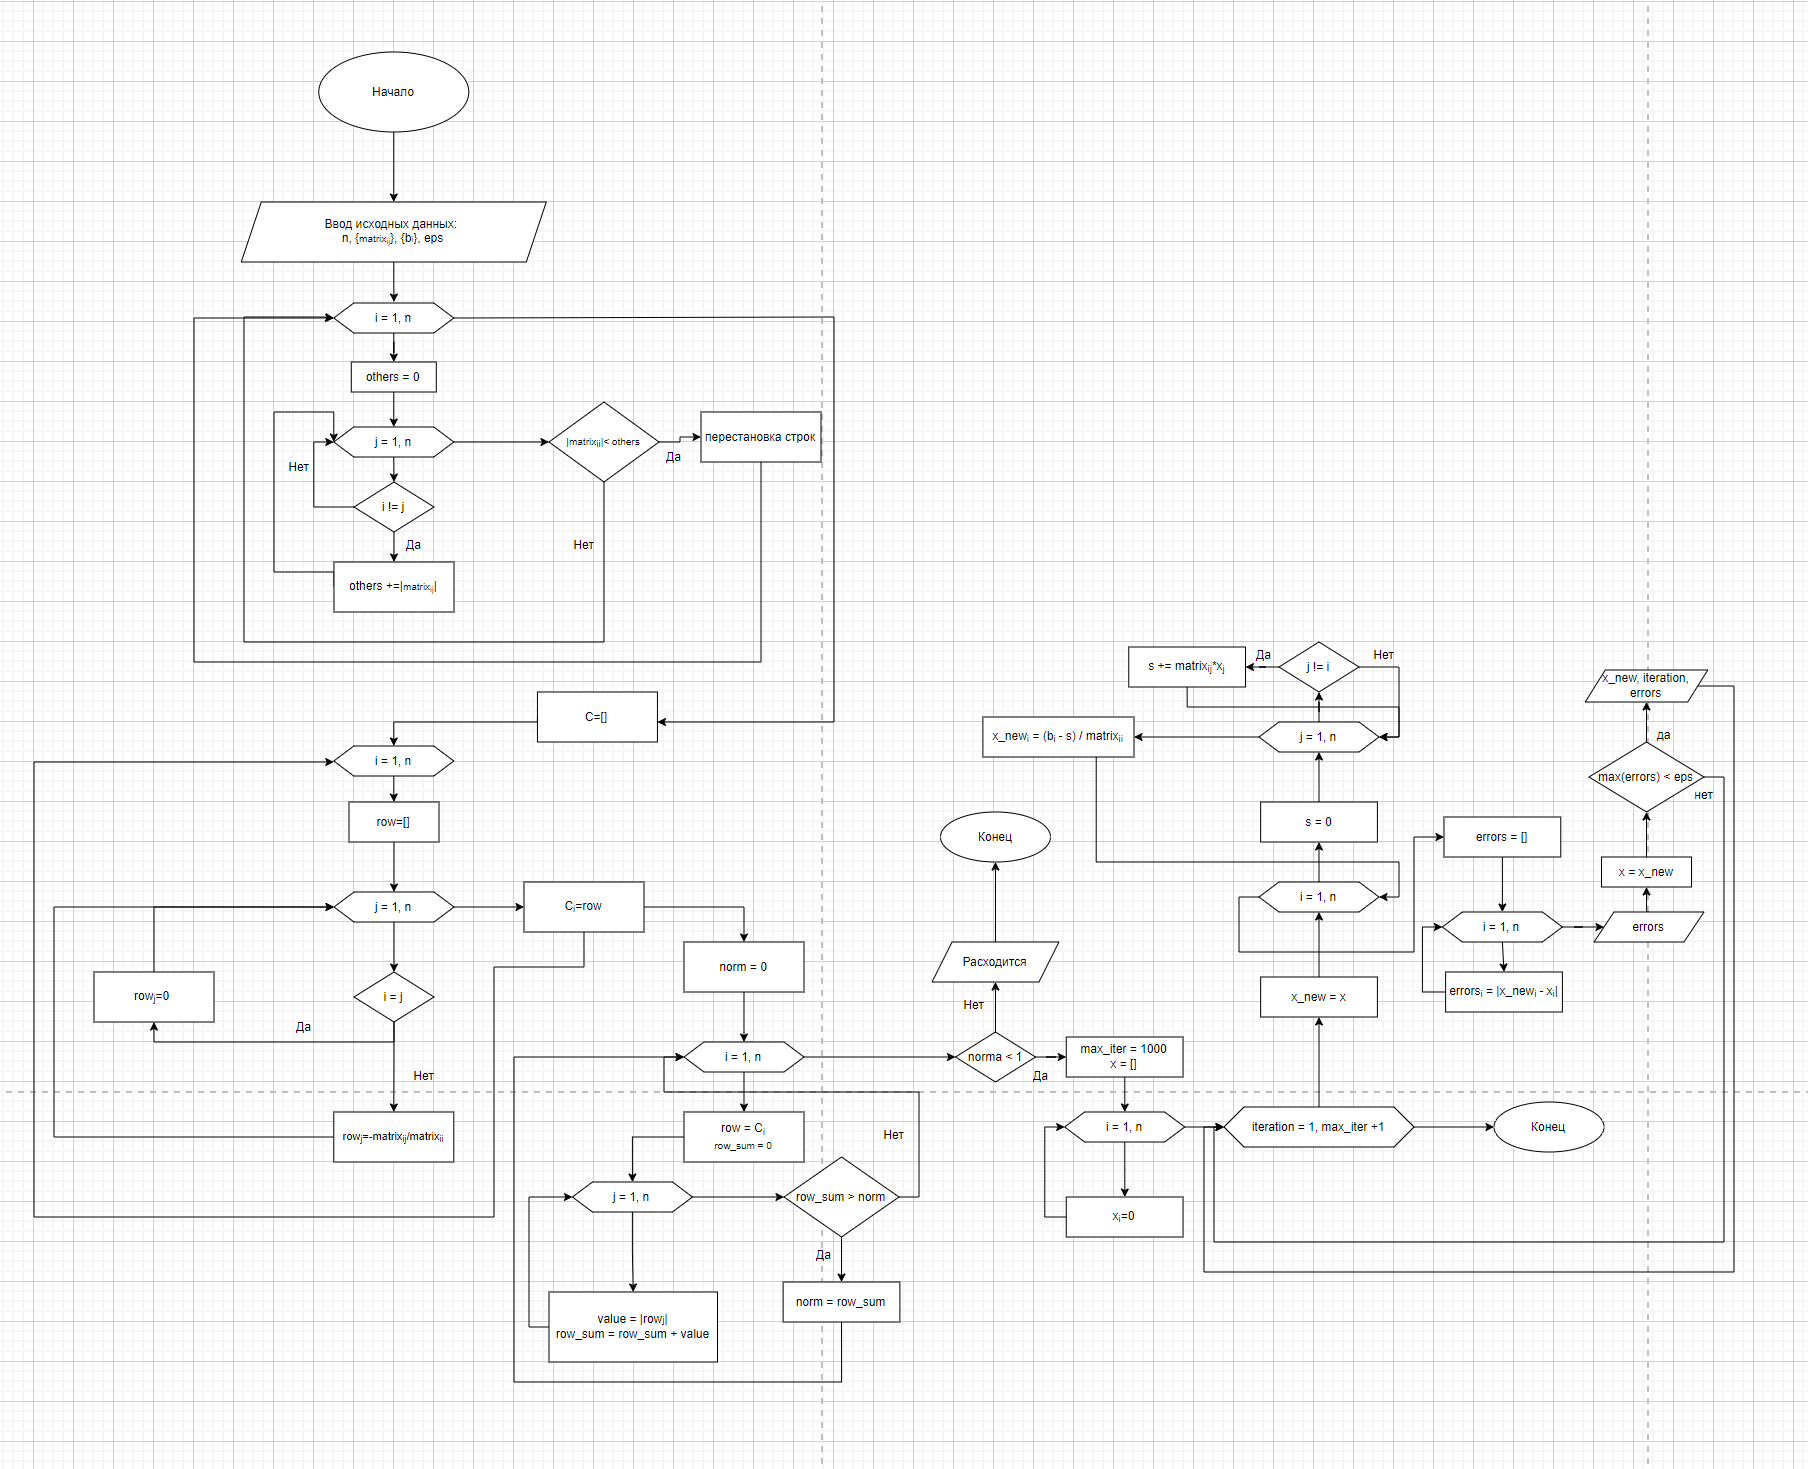 Начало
Ввод исходных данных:
n, {matrixij}, {bi}, eps
i = 1, n
others = 0
j = 1, n
Нет
i != j
Да
others +=|matrixij|
|matrixii|< others
Да
Нет
перестановка строк
C=[]
i = 1, n
row=[]
j = 1, n
Ci=row
i = j
Да
rowj=0
Нет
rowj=-matrixij/matrixii
norm = 0
i = 1, n
row = Ci
row_sum = 0
j = 1, n
value = |rowj|
row_sum = row_sum + value
row_sum > norm
Нет
Да
norm = row_sum
norma < 1
Нет
Расходится
Конец
Да
max_iter = 1000
x = []
i = 1, n
xi=0
iteration = 1, max_iter +1
Конец
x_new = x
i = 1, n
s = 0
j = 1, n
j != i
Да
Нет
s += matrixij*xj
x_newi = (bi - s) / matrixii
errors = []
i = 1, n
errorsi = |x_newi - xi|
errors
x = x_new
max(errors) < eps
да
нет
x_new, iteration,
errors